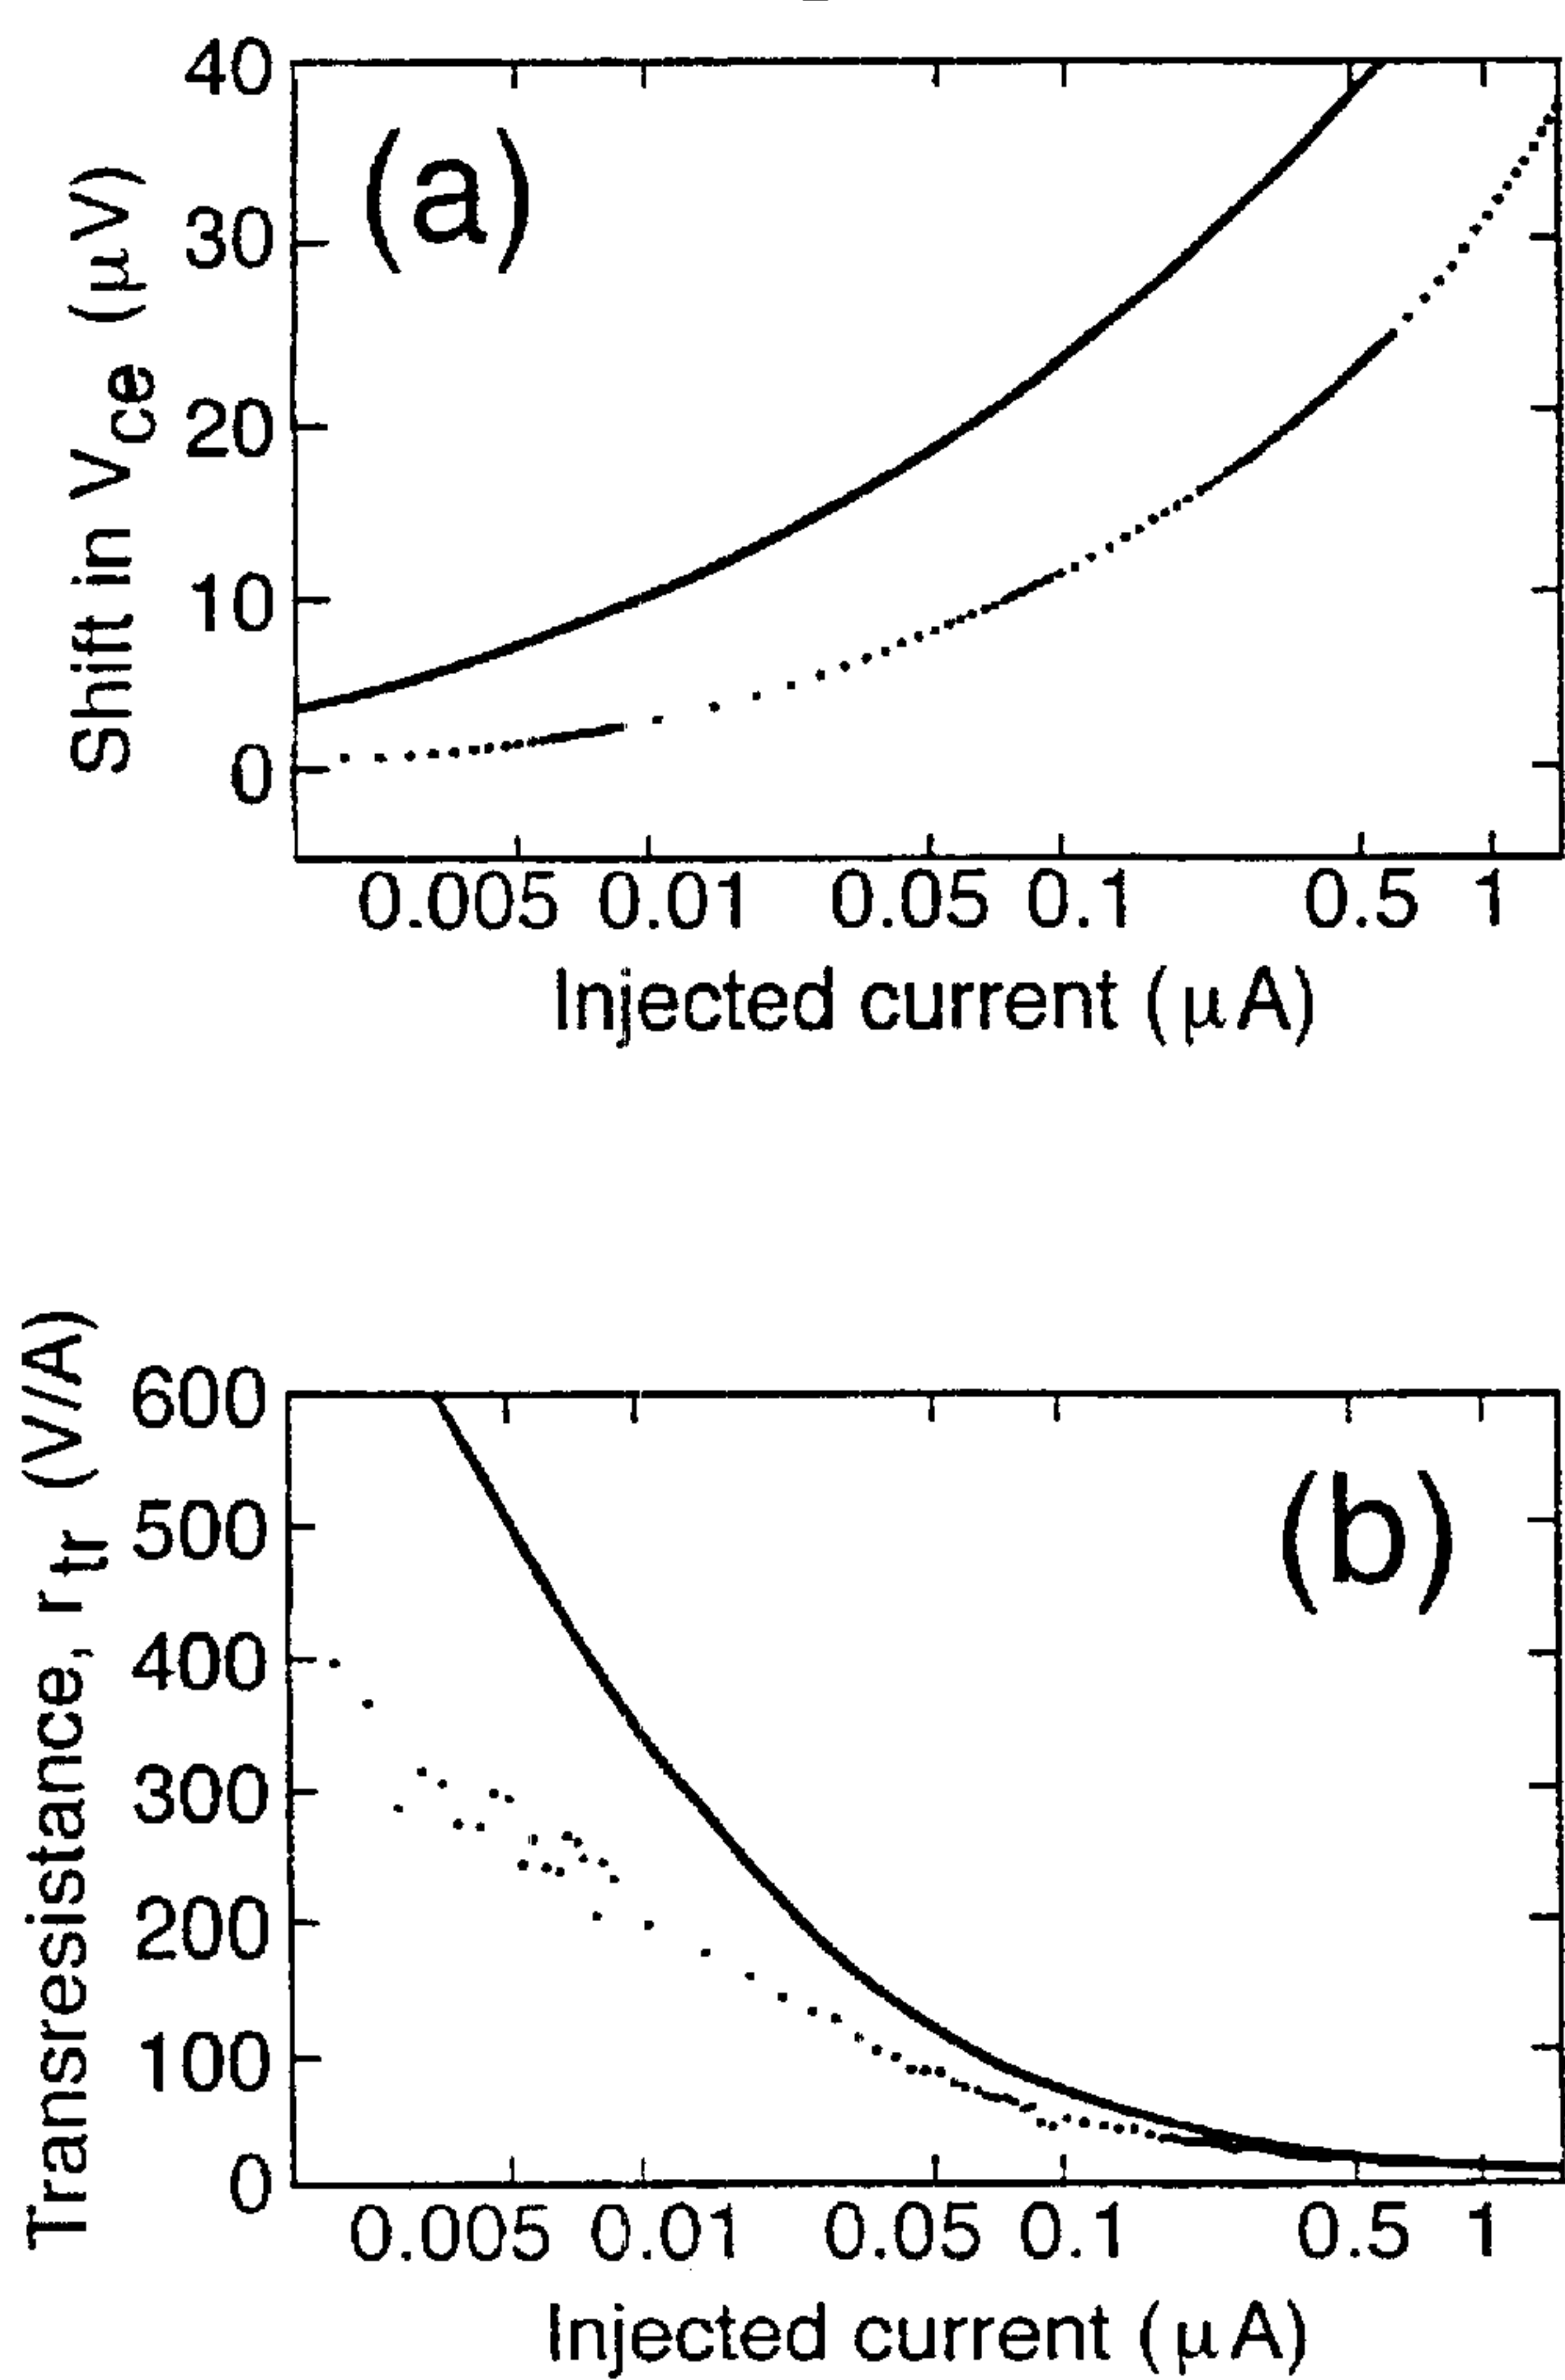 40
(a)
30
20
10
0
Shift in Vce (μV)
0.005 0.01 0.05 0.1 0.5 1
Injected current (μA)
600
(b)
500
400
300
200
100
0
Transresistance, rtr (V/A)
0.005 0.01 0.05 0.1 0.5 1
Injected current (μA)